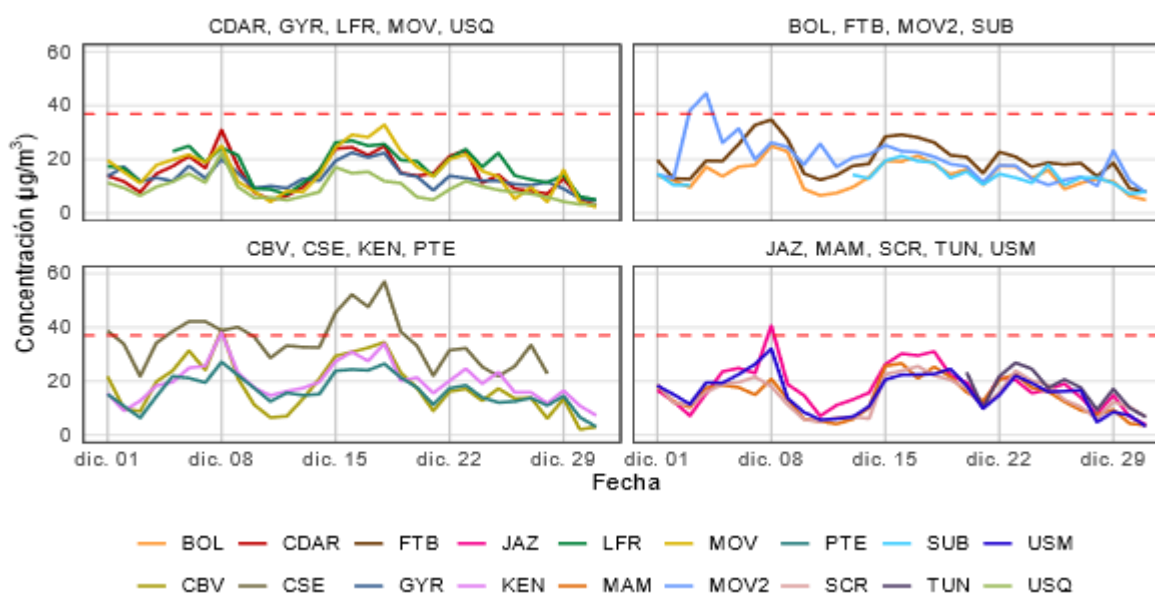 CDAR, GYR, LFR, MOV, USQ
BOL, FTB, MOV2, SUB
60
40
20
0
CBV, CSE, KEN, PTE
JAZ, MAM, SCR, TUN, USM
60
40
20
0
Concentración (µg/m³)
dic. 01 dic. 08 dic. 15 dic. 22 dic. 29 dic. 01 dic. 08 dic. 15 dic. 22 dic. 29
Fecha
BOL CDAR FTB JAZ LFR MOV PTE SUB USM
CBV CSE GYR KEN MAM MOV2 SCR TUN USQ